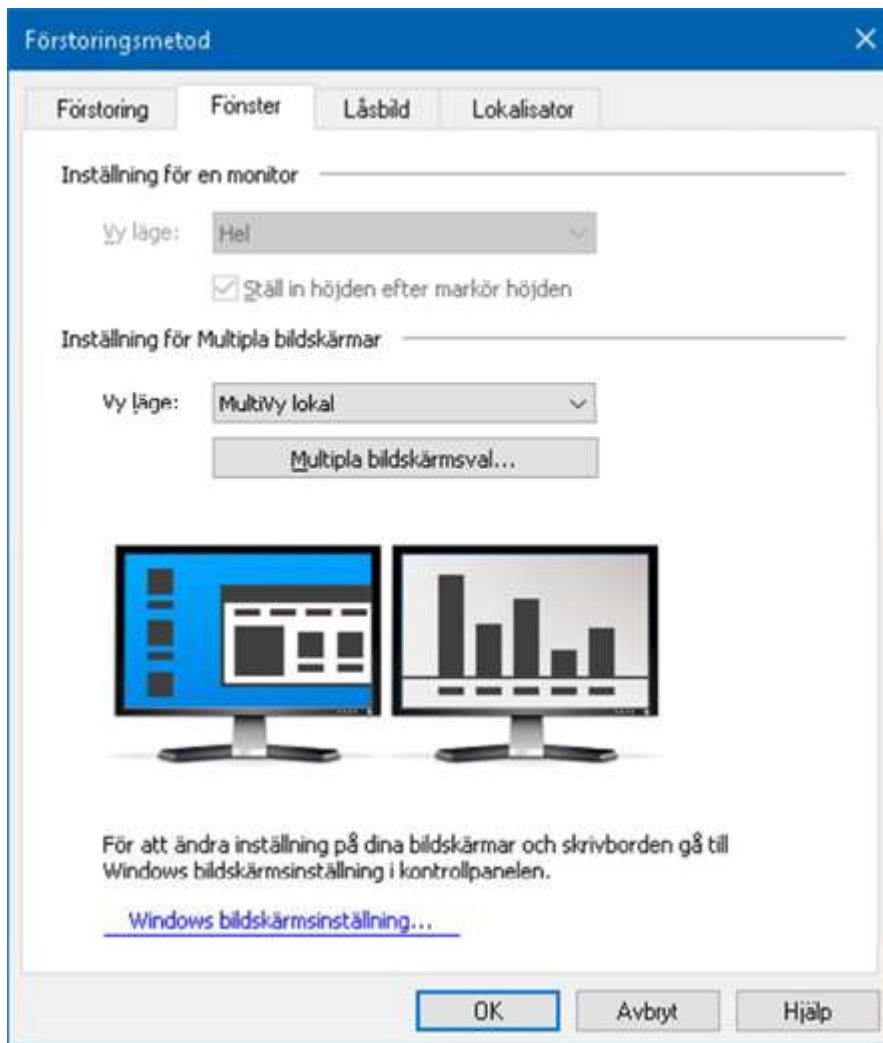 Förstoringsmetod
Förstoring Fönster Låsbild Lokalisator
Inställning för en monitor
Vy läge: Hel
Ställ in höjden efter markör höjden
Inställning för Multipla bildskärmar
Vy läge: MultiVy lokal
Multipla bildskärmsval...
För att ändra inställning på dina bildskärmar och skrivborden gå till
Windows bildskärmsinställning i kontrollpanelen.
Windows bildskärmsinställning...
OK Avbryt Hjälp